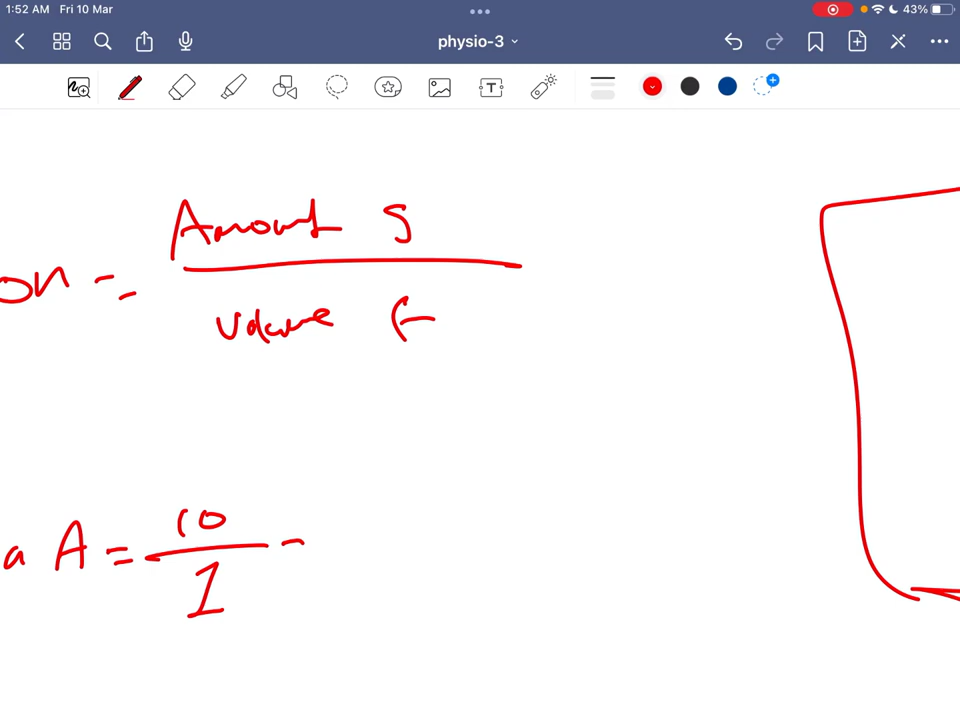 1:52 AM Fri 10 Mar 43%
physio-3
T
Amount S
on =
Volume
a A = 10
1